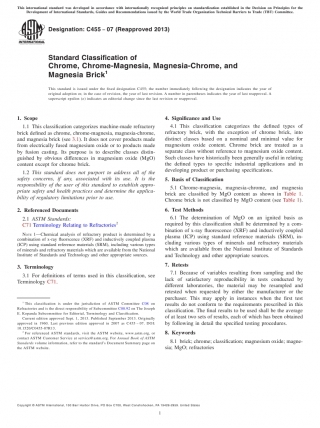 This international standard was developed in accordance with internationally recognized principles on standardization established in the Decision on Principles for the
Development of International Standards, Guides and Recommendations issued by the World Trade Organization Technical Barriers to Trade (TBT) Committee.
Designation: C455 − 07 (Reapproved 2013)
Standard Classification of
Chrome, Chrome-Magnesia, Magnesia-Chrome, and
Magnesia Brick1
This standard is issued under the fixed designation C455; the number immediately following the designation indicates the year of
original adoption or, in the case of revision, the year of last revision. A number in parentheses indicates the year of last reapproval. A
superscript epsilon (ε) indicates an editorial change since the last revision or reapproval.
1. Scope
1.1 This classification categorizes machine-made refractory
brick defined as chrome, chrome-magnesia, magnesia-chrome,
and magnesia brick (see 3.1). It does not cover products made
from electrically fused magnesium oxide or to products made
by fusion casting. Its purpose is to describe classes distin-
guished by obvious differences in magnesium oxide (MgO)
content except for chrome brick.
1.2 This standard does not purport to address all of the
safety concerns, if any, associated with its use. It is the
responsibility of the user of this standard to establish appro-
priate safety and health practices and determine the applica-
bility of regulatory limitations prior to use.
2. Referenced Documents
2.1 ASTM Standards:2
C71 Terminology Relating to Refractories
NOTE 1—Chemical analysis of refractory product is determined by a
combination of x-ray fluorescence (XRF) and inductively coupled plasma
(ICP) using standard reference materials (SRM), including various types
of minerals and refractory materials which are available from the National
Institute of Standards and Technology and other appropriate sources.
3. Terminology
3.1 For definitions of terms used in this classification, see
Terminology C71.
1 This classification is under the jurisdiction of ASTM Committee C08 on
Refractories and is the direct responsibility of Subcommittee C08.92 on The Joseph
E. Kopanda Subcommittee for Editorial, Terminology and Classification.
Current edition approved Sept. 1, 2013. Published September 2013. Originally
approved in 1960. Last previous edition approved in 2007 as C455 – 07. DOI:
10.1520/C0455-07R13.
2 For referenced ASTM standards, visit the ASTM website, www.astm.org, or
contact ASTM Customer Service at service@astm.org. For Annual Book of ASTM
Standards volume information, refer to the standard's Document Summary page on
the ASTM website.
4. Significance and Use
4.1 This classification categorizes the defined types of
refractory brick, with the exception of chrome brick, into
distinct classes based on a nominal and minimal value for
magnesium oxide content. Chrome brick are treated as a
separate class without reference to magnesium oxide content.
Such classes have historically been generally useful in relating
the defined types to specific industrial applications and in
developing product or purchasing specifications.
5. Basis of Classification
5.1 Chrome-magnesia, magnesia-chrome, and magnesia
brick are classified by MgO content as shown in Table 1.
Chrome brick is not classified by MgO content (see Table 1).
6. Test Methods
6.1 The determination of MgO on an ignited basis as
required by this classification shall be determined by a com-
bination of x-ray fluorescence (XRF) and inductively coupled
plasma (ICP) using standard reference materials (SRM), in-
cluding various types of minerals and refractory materials
which are available from the National Institute of Standards
and Technology and other appropriate sources.
7. Retests
7.1 Because of variables resulting from sampling and the
lack of satisfactory reproducibility in tests conducted by
different laboratories, the material may be resampled and
retested when requested by either the manufacturer or the
purchaser. This may apply in instances when the first test
results do not conform to the requirements prescribed in this
classification. The final results to be used shall be the average
of at least two sets of results, each of which has been obtained
by following in detail the specified testing procedures.
8. Keywords
8.1 brick; chrome; classification; magnesium oxide; magne-
sia; MgO; refractories
Copyright © ASTM International, 100 Barr Harbor Drive, PO Box C700, West Conshohocken, PA 19428-2959. United States
1